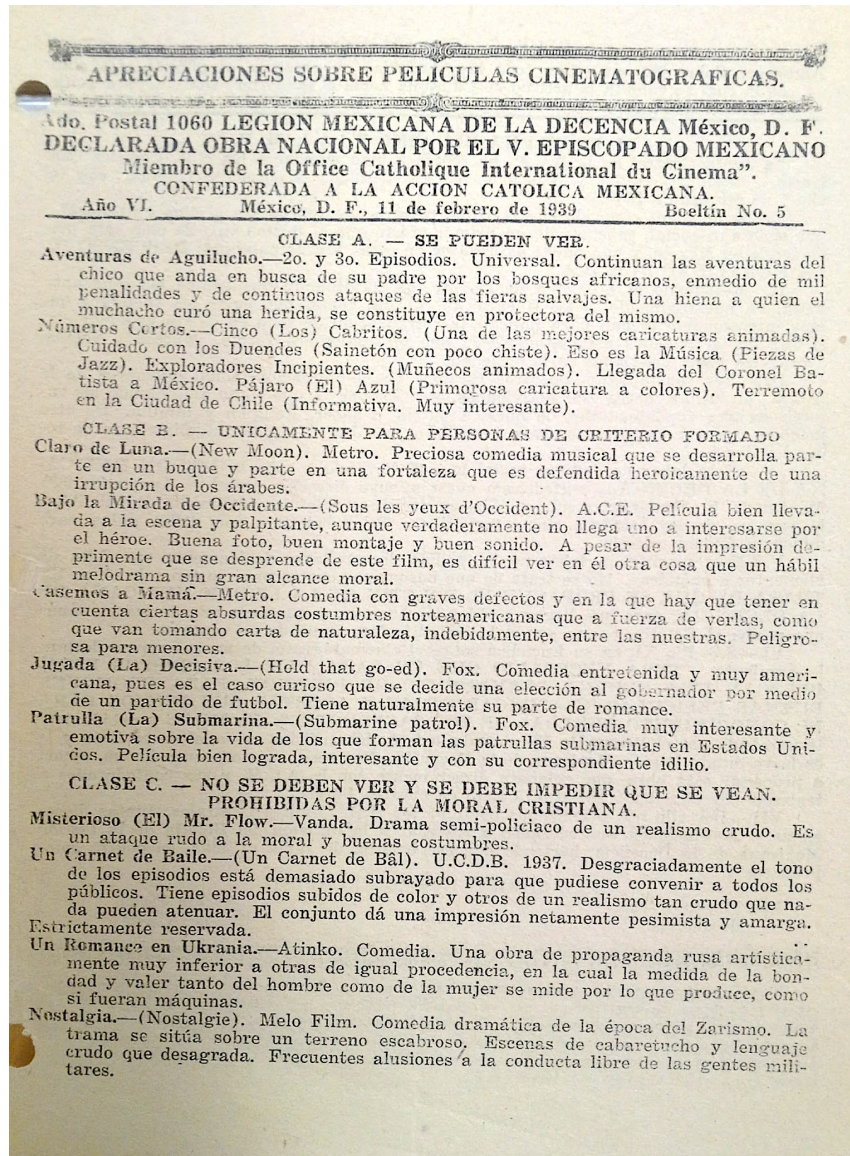 APRECIACIONES SOBRE PELICULAS CINEMATOGRAFICAS.
Ado. Postal 1060 LEGION MEXICANA DE LA DECENCIA México, D. F.
DECLARADA OBRA NACIONAL POR EL V. EPISCOPADO MEXICANO
Miembro de la Office Catholique International du Cinema”.
CONFEDERADA A LA ACCION CATOLICA MEXICANA.
Año VI. México, D. F., 11 de febrero de 1939 Boeltín No. 5
CLASE A. — SE PUEDEN VER.
Aventuras de Aguilucho.—2o. y 3o. Episodios. Universal. Continuan las aventuras del
chico que anda en busca de su padre por los bosques africanos, enmedio de mil
penalidades y de continuos ataques de las fieras salvajes. Una hiena a quien el
muchacho curó una herida, se constituye en protectora del mismo.
Números Cortos.—Cinco (Los) Cabritos. (Una de las mejores caricaturas animadas).
Cuidado con los Duendes (Sainetón con poco chiste). Eso es la Música (Piezas de
Jazz). Exploradores Incipientes. (Muñecos animados). Llegada del Coronel Ba-
tista a México. Pájaro (El) Azul (Primorosa caricatura a colores). Terremoto
en la Ciudad de Chile (Informativa. Muy interesante).
CLASE B. — UNICAMENTE PARA PERSONAS DE CRITERIO FORMADO
Claro de Luna.—(New Moon). Metro. Preciosa comedia musical que se desarrolla par-
te en un buque y parte en una fortaleza que es defendida heroicamente de una
irrupción de los árabes.
Bajo la Mirada de Occidente.—(Sous les yeux d’Occident). A.C.E. Película bien lleva-
da a la escena y palpitante, aunque verdaderamente no llega uno a interesarse por
el héroe. Buena foto, buen montaje y buen sonido. A pesar de la impresión de-
primente que se desprende de este film, es difícil ver en él otra cosa que un hábil
melodrama sin gran alcance moral.
Casemos a Mamá.—Metro. Comedia con graves defectos y en la que hay que tener en
cuenta ciertas absurdas costumbres norteamericanas que a fuerza de verlas, como
que van tomando carta de naturaleza, indebidamente, entre las nuestras. Peligro-
sa para menores.
Jugada (La) Decisiva.—(Hold that go-ed). Fox. Comedia entretenida y muy ameri-
cana, pues es el caso curioso que se decide una elección al gobernador por medio
de un partido de futbol. Tiene naturalmente su parte de romance.
Patrulla (La) Submarina.—(Submarine patrol). Fox. Comedia muy interesante y
emotiva sobre la vida de los que forman las patrullas submarinas en Estados Uni-
dos. Película bien lograda, interesante y con su correspondiente idilio.
CLASE C. — NO SE DEBEN VER Y SE DEBE IMPEDIR QUE SE VEAN.
PROHIBIDAS POR LA MORAL CRISTIANA.
Misterioso (El) Mr. Flow.—Vanda. Drama semi-policiaco de un realismo crudo. Es
un ataque rudo a la moral y buenas costumbres.
Un Carnet de Baile.—(Un Carnet de Bâl). U.C.D.B. 1937. Desgraciadamente el tono
de los episodios está demasiado subrayado para que pudiese convenir a todos los
públicos. Tiene episodios subidos de color y otros de un realismo tan crudo que na-
da pueden atenuar. El conjunto dá una impresión netamente pesimista y amarga.
Estrictamente reservada.
Un Romance en Ukrania.—Atinko. Comedia. Una obra de propaganda rusa artística-
mente muy inferior a otras de igual procedencia, en la cual la medida de la bon-
dad y valer tanto del hombre como de la mujer se mide por lo que produce, como
si fueran máquinas.
Nostalgia.—(Nostalgie). Melo Film. Comedia dramática de la época del Zarismo. La
trama se sitúa sobre un terreno escabroso. Escenas de cabaretucho y lenguaje
crudo que desagrada. Frecuentes alusiones a la conducta libre de las gentes mili-
tares.